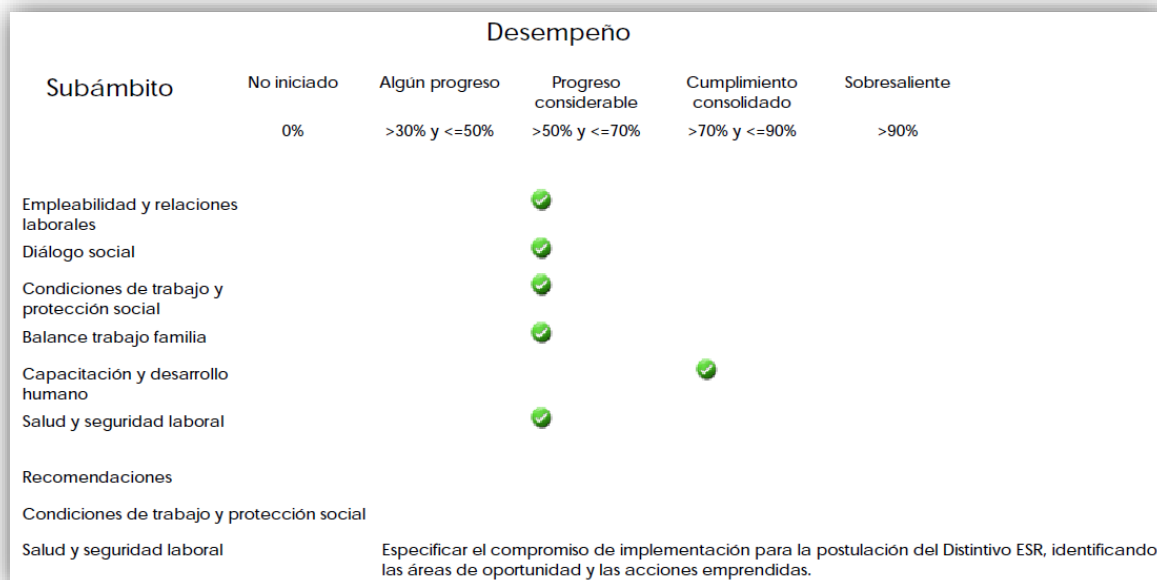 Desempeño
Subámbito
No iniciado
Algún progreso
Progreso
considerable
Cumplimiento
consolidado
Sobresaliente
0%
>30% y <=50%
>50% y <=70%
>70% y <=90%
>90%
Empleabilidad y relaciones
laborales
Diálogo social
Condiciones de trabajo y
protección social
Balance trabajo familia
Capacitación y desarrollo
humano
Salud y seguridad laboral
Recomendaciones
Condiciones de trabajo y protección social
Salud y seguridad laboral
Especificar el compromiso de implementación para la postulación del Distintivo ESR, identificando
las áreas de oportunidad y las acciones emprendidas.